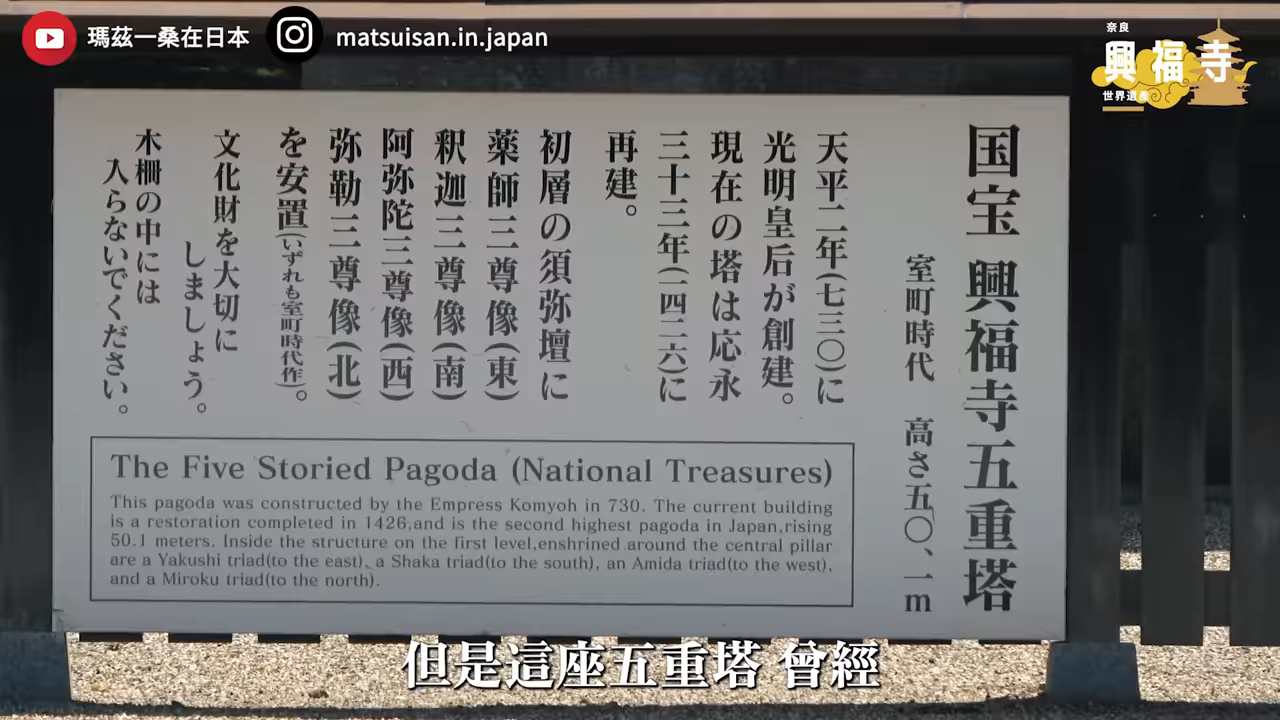 瑪茲一桑在日本
matsuisan.in.japan
奈良
興福寺
世界遺産
国宝 興福寺五重塔
室町時代 高さ五〇、一m
天平二年(七三〇)に
光明皇后が創建。
現在の塔は応永
三十三年(一四二六)に
再建。
初層の須弥壇に
薬師三尊像(東)
釈迦三尊像(南)
阿弥陀三尊像(西)
弥勒三尊像(北)
を安置(いずれも室町時代作)。
文化財を大切に
しましょう。
木柵の中には
入らないでください。
The Five Storied Pagoda (National Treasures)
This pagoda was constructed by the Empress Komyoh in 730. The current building
is a restoration completed in 1426,and is the second highest pagoda in Japan,rising
50.1 meters. Inside the structure on the first level,enshrined around the central pillar
are a Yakushi triad(to the east), a Shaka triad(to the south), an Amida triad(to the west),
and a Miroku triad(to the north).
但是這座五重塔 曾經